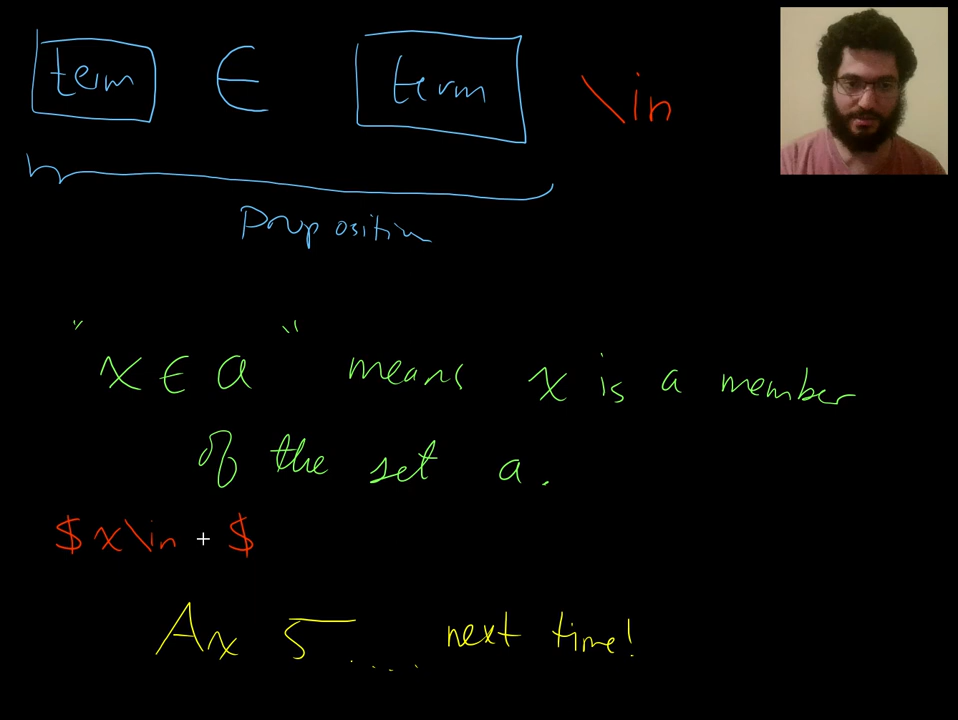 term ∈ term \in
Proposition
"x ∈ a" means x is a member
of the set a.
$x\in $
Ax 5 .... next time!